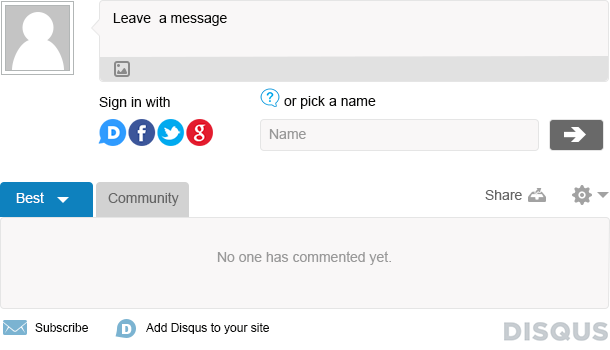 Leave a message
Sign in with
? or pick a name
D f g
Name
Best
Community
Share
No one has commented yet.
Subscribe
D Add Disqus to your site
DISQUS